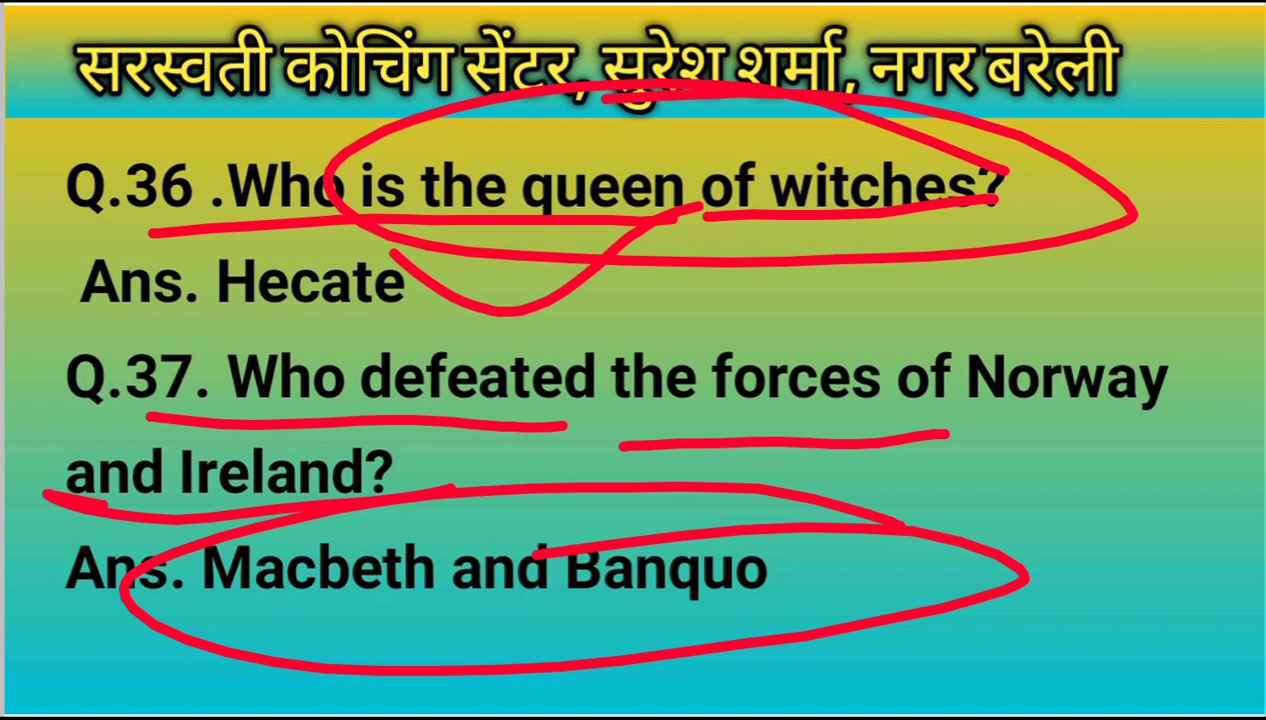 सरस्वती कोचिंग सेंटर, सुरेश शर्मा, नगर बरेली
Q.36 .Who is the queen of witches?
Ans. Hecate
Q.37. Who defeated the forces of Norway
and Ireland?
Ans. Macbeth and Banquo